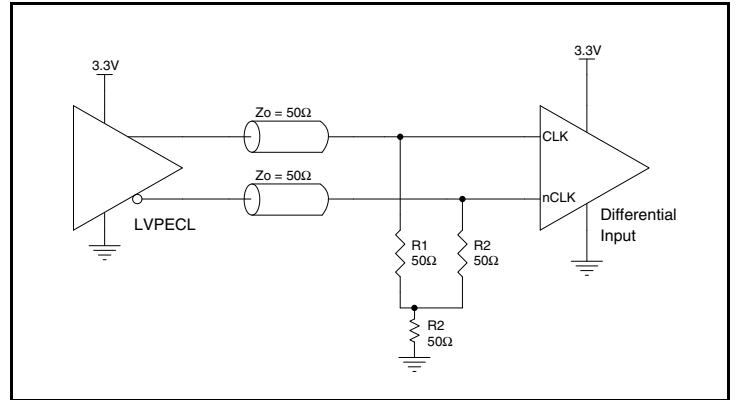 3.3V
3.3V
Zo = 50Ω
CLK
Zo = 50Ω
nCLK
LVPECL
Differential
Input
R1
50Ω
R2
50Ω
R2
50Ω